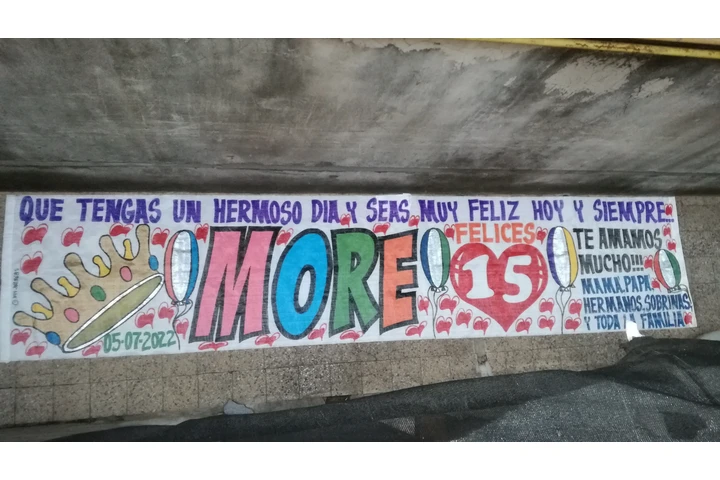 QUE TENGAS UN HERMOSO DIA Y SEAS MUY FELIZ HOY Y SIEMPRE..
MORE
05-07-2022
FELICES
15
TE AMAMOS
MUCHO!!!
MAMA, PAPA,
HERMANOS, SOBRINAS
Y TODA LA FAMILIA